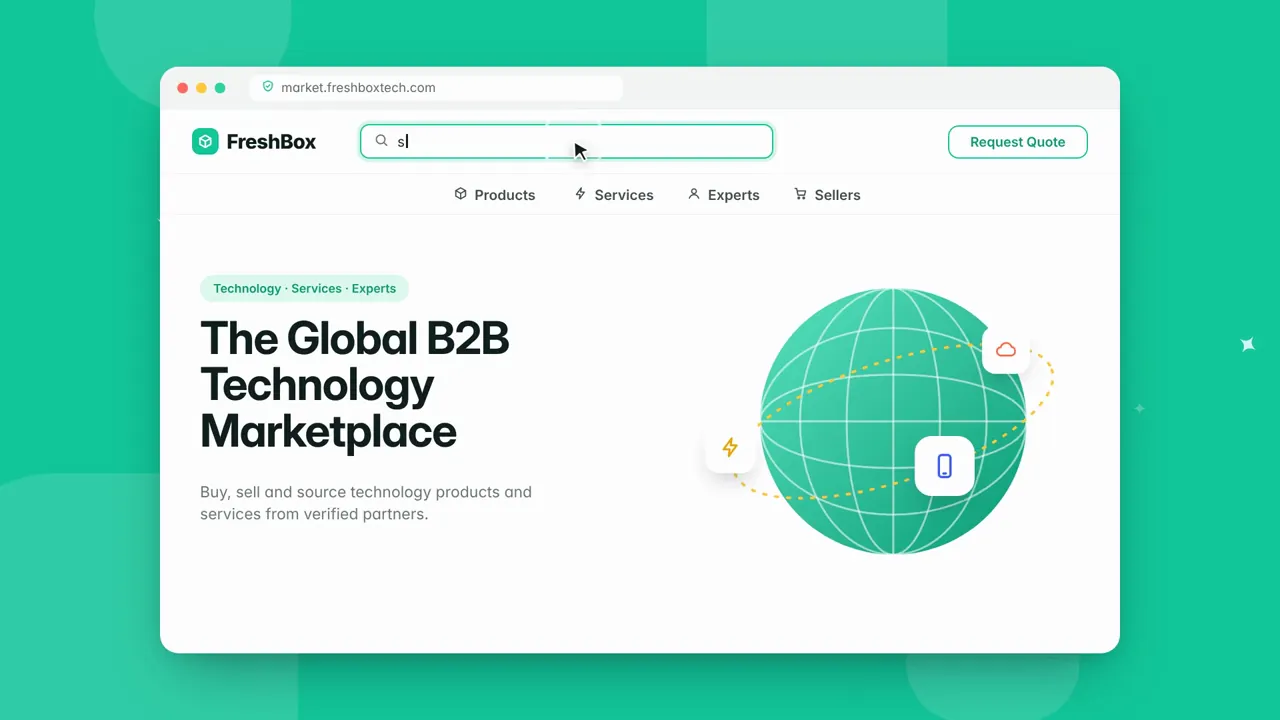 market.freshboxtech.com
FreshBox
s
Request Quote
Products
Services
Experts
Sellers
Technology · Services · Experts
The Global B2B
Technology
Marketplace
Buy, sell and source technology products and
services from verified partners.